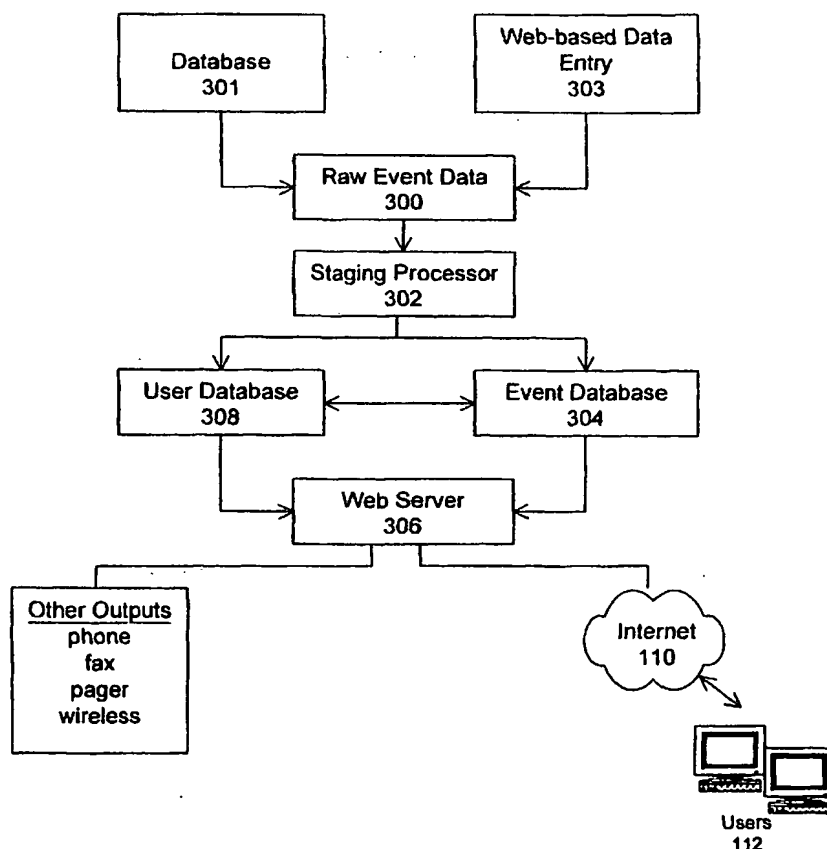 Database
301
Web-based Data
Entry
303
Raw Event Data
300
Staging Processor
302
User Database
308
Event Database
304
Web Server
306
Other Outputs
phone
fax
pager
wireless
Internet
110
Users
112